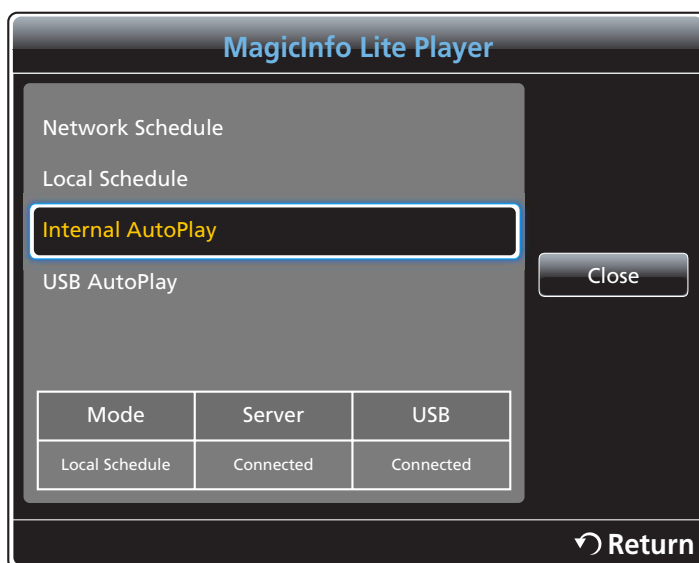 MagicInfo Lite Player
Network Schedule
Local Schedule
Internal AutoPlay
USB AutoPlay
Close
Mode Server USB
Local Schedule Connected Connected
Return